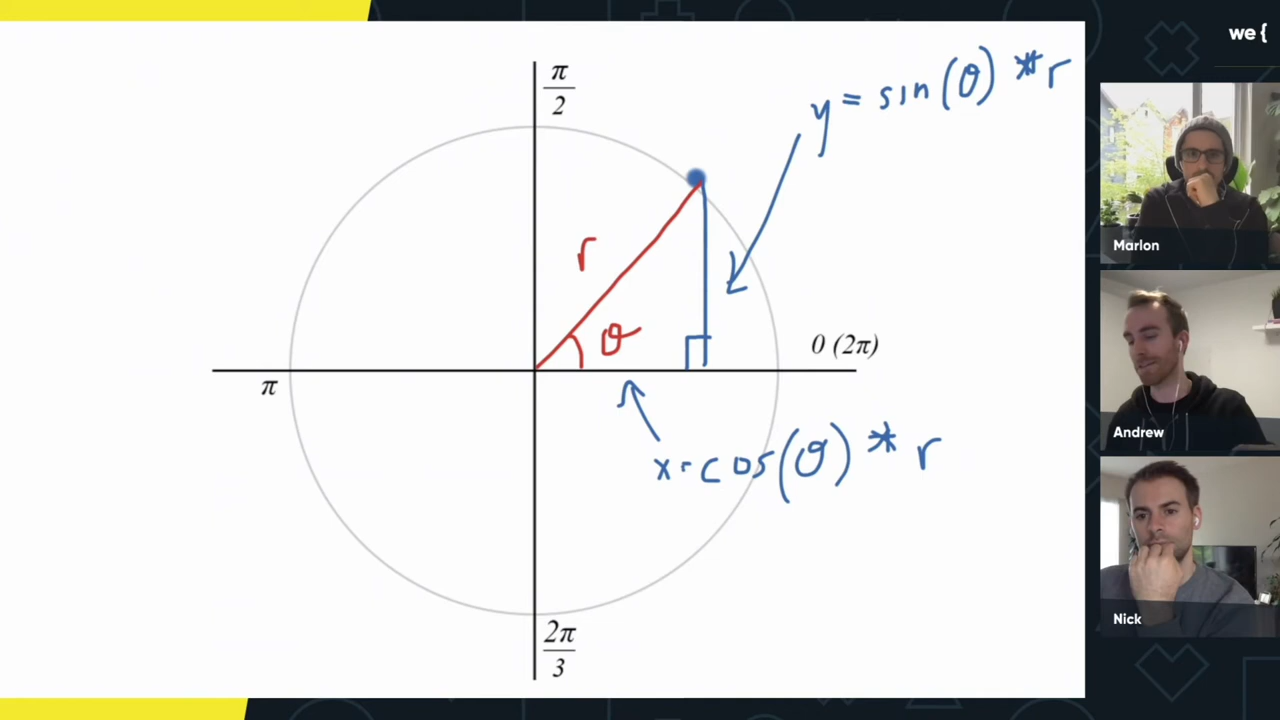 we {
π
2
y = sin(θ) * r
r
θ
0 (2π)
π
x = cos(θ) * r
2π
3
Marlon
Andrew
Nick